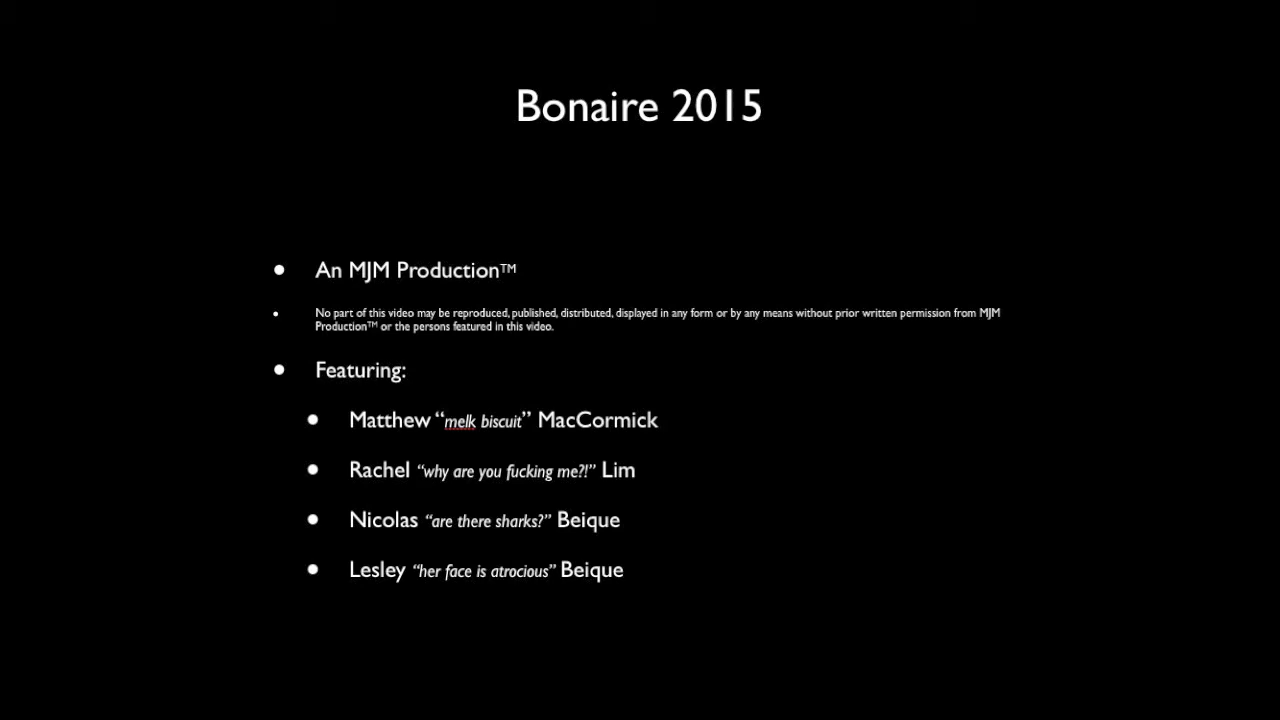 Bonaire 2015
• An MJM Production™
• No part of this video may be reproduced, published, distributed, displayed in any form or by any means without prior written permission from MJM
Production™ or the persons featured in this video.
• Featuring:
• Matthew “melk biscuit” MacCormick
• Rachel “why are you fucking me?!” Lim
• Nicolas “are there sharks?” Beique
• Lesley “her face is atrocious” Beique